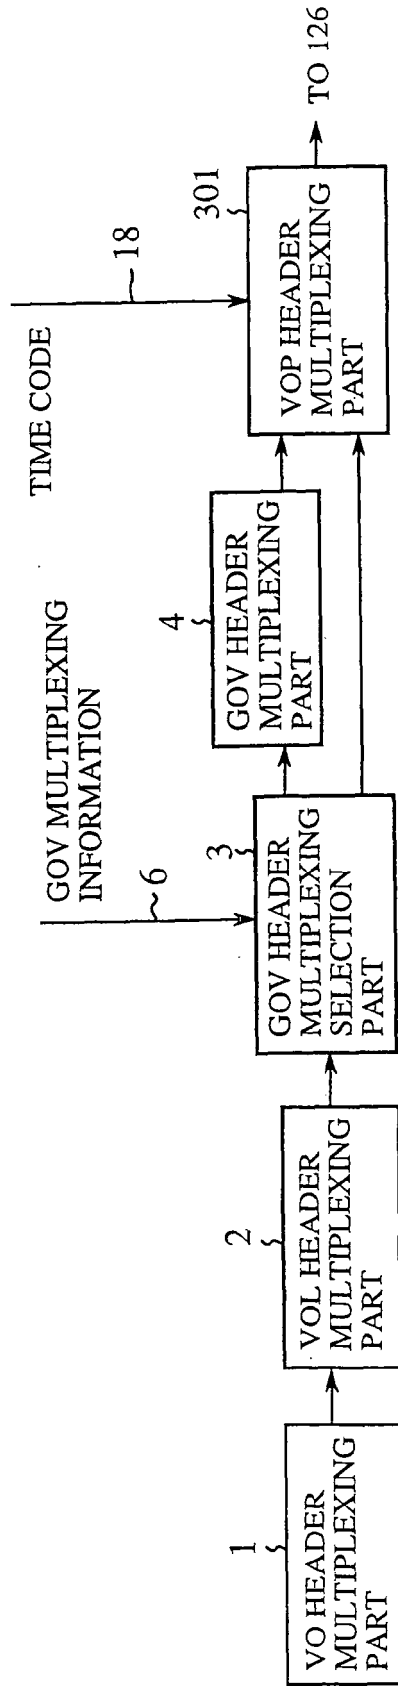 1
VO HEADER
MULTIPLEXING
PART
2
VOL HEADER
MULTIPLEXING
PART
GOV MULTIPLEXING
INFORMATION
6
3
GOV HEADER
MULTIPLEXING
SELECTION
PART
4
GOV HEADER
MULTIPLEXING
PART
TIME CODE
18
301
VOP HEADER
MULTIPLEXING
PART
TO 126